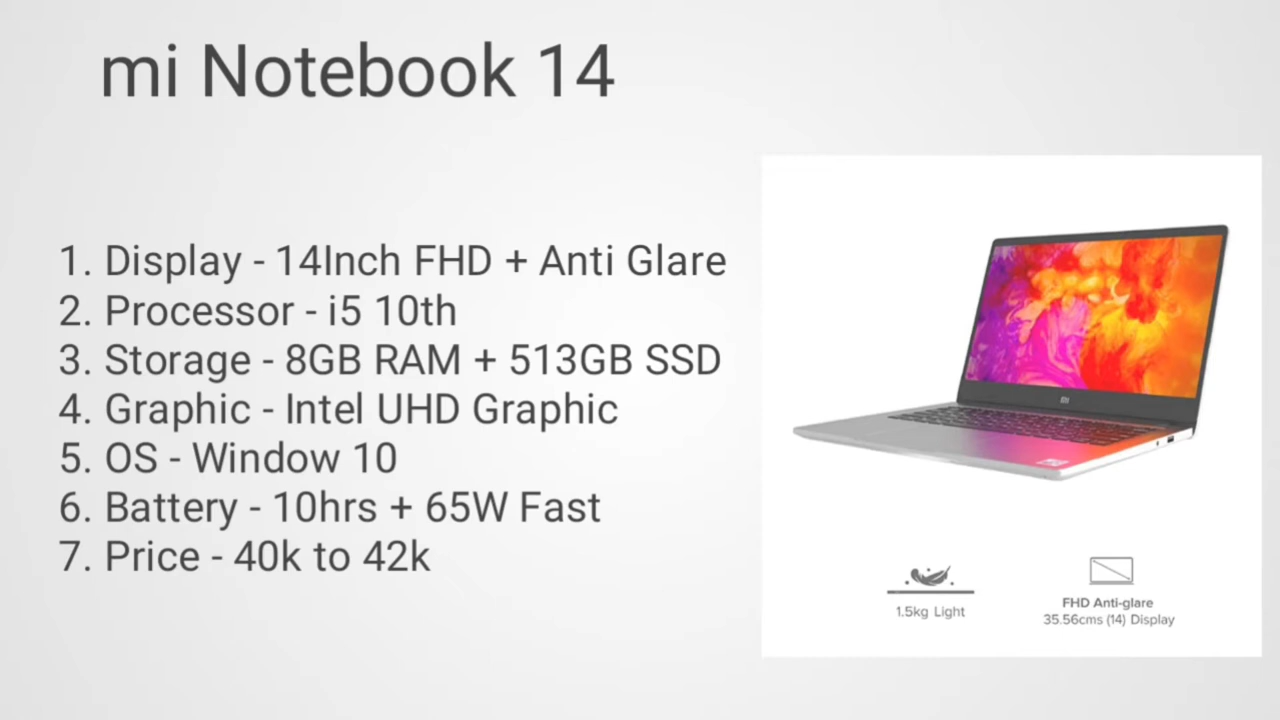 mi Notebook 14
1. Display - 14Inch FHD + Anti Glare
2. Processor - i5 10th
3. Storage - 8GB RAM + 513GB SSD
4. Graphic - Intel UHD Graphic
5. OS - Window 10
6. Battery - 10hrs + 65W Fast
7. Price - 40k to 42k
mi
1.5kg Light
FHD Anti-glare
35.56cms (14) Display